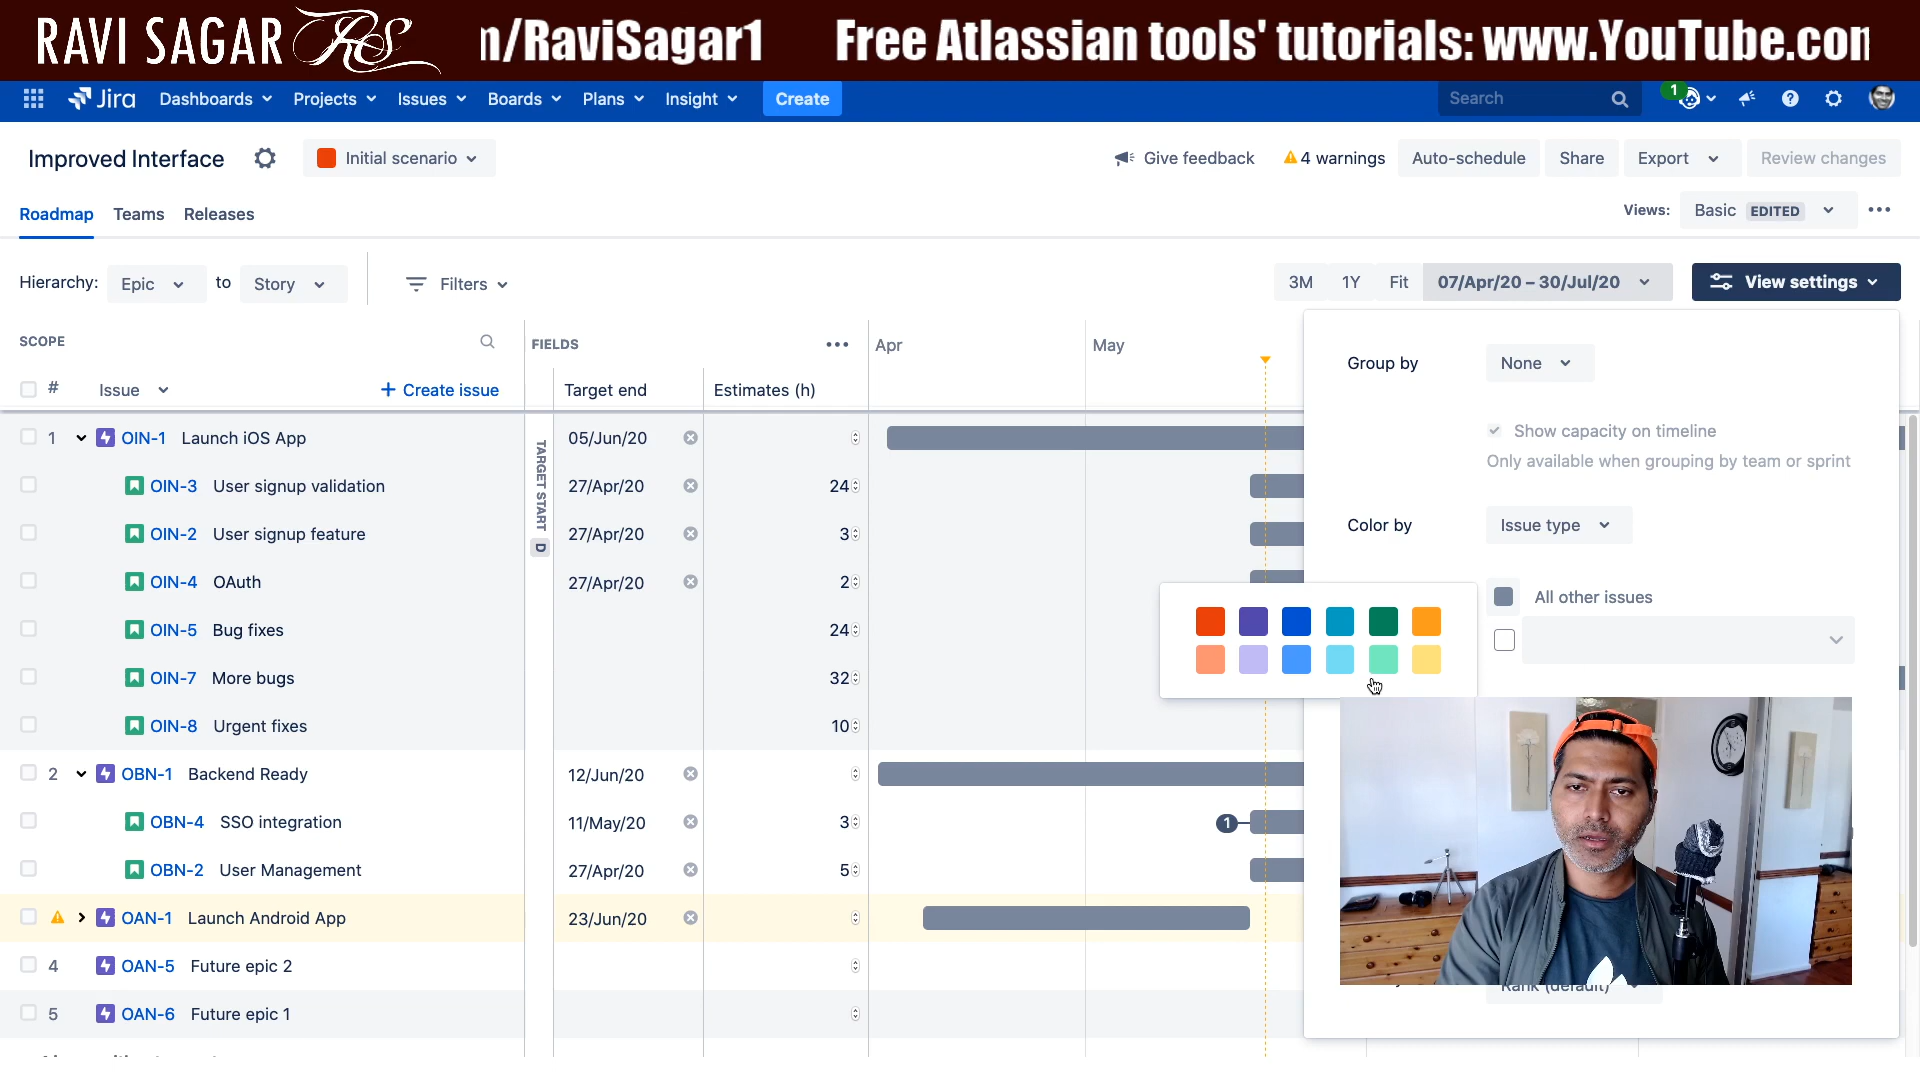 RAVI SAGAR RS n/RaviSagar1 Free Atlassian tools' tutorials: www.YouTube.con
Jira Dashboards Projects Issues Boards Plans Insight Create Search 1
Improved Interface Initial scenario Give feedback 4 warnings Auto-schedule Share Export Review changes
Roadmap Teams Releases Views: Basic EDITED
Hierarchy: Epic to Story Filters 3M 1Y Fit 07/Apr/20 – 30/Jul/20 View settings
SCOPE FIELDS Apr May
# Issue + Create issue Target end Estimates (h)
TARGET START D
1 OIN-1 Launch iOS App 05/Jun/20
OIN-3 User signup validation 27/Apr/20 24
OIN-2 User signup feature 27/Apr/20 3
OIN-4 OAuth 27/Apr/20 2
OIN-5 Bug fixes 24
OIN-7 More bugs 32
OIN-8 Urgent fixes 10
2 OBN-1 Backend Ready 12/Jun/20
OBN-4 SSO integration 11/May/20 3 1
OBN-2 User Management 27/Apr/20 5
OAN-1 Launch Android App 23/Jun/20
4 OAN-5 Future epic 2
5 OAN-6 Future epic 1
Group by None
Show capacity on timeline
Only available when grouping by team or sprint
Color by Issue type
All other issues
Rank (default)